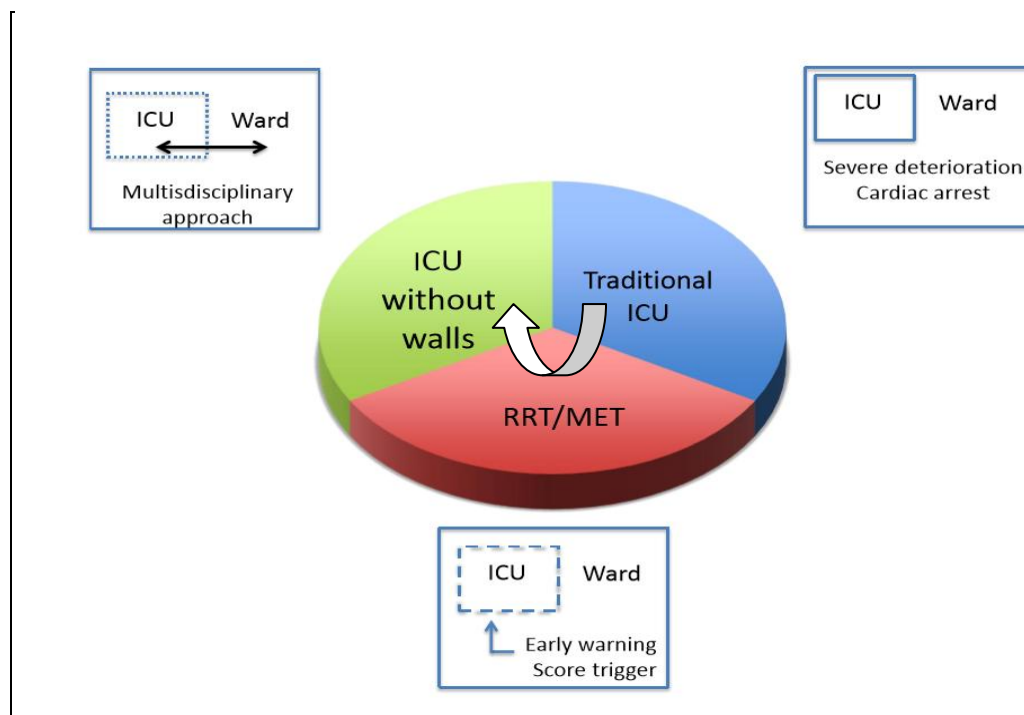 ICU Ward
Multisdisciplinary
approach
ICU Ward
Severe deterioration
Cardiac arrest
ICU
without
walls
Traditional
ICU
RRT/MET
ICU Ward
Early warning
Score trigger